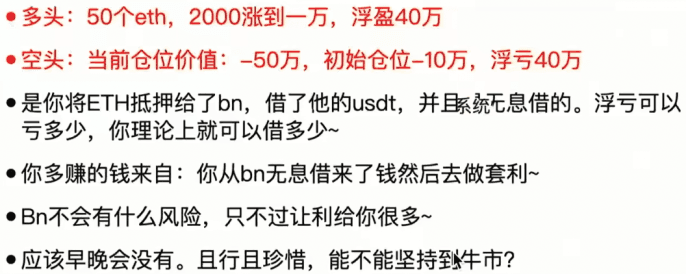 •多头：50个eth，2000涨到一万，浮盈40万
•空头：当前仓位价值：-50万，初始仓位-10万，浮亏40万
•是你将ETH抵押给了bn，借了他的usdt，并且系统无息借的。浮亏可以
亏多少，你理论上就可以借多少~
•你多赚的钱来自：你从bn无息借来了钱然后去做套利~
•Bn不会有什么风险，只不过让利给你很多~
•应该早晚会没有。且行且珍惜，能不能坚持到牛市？